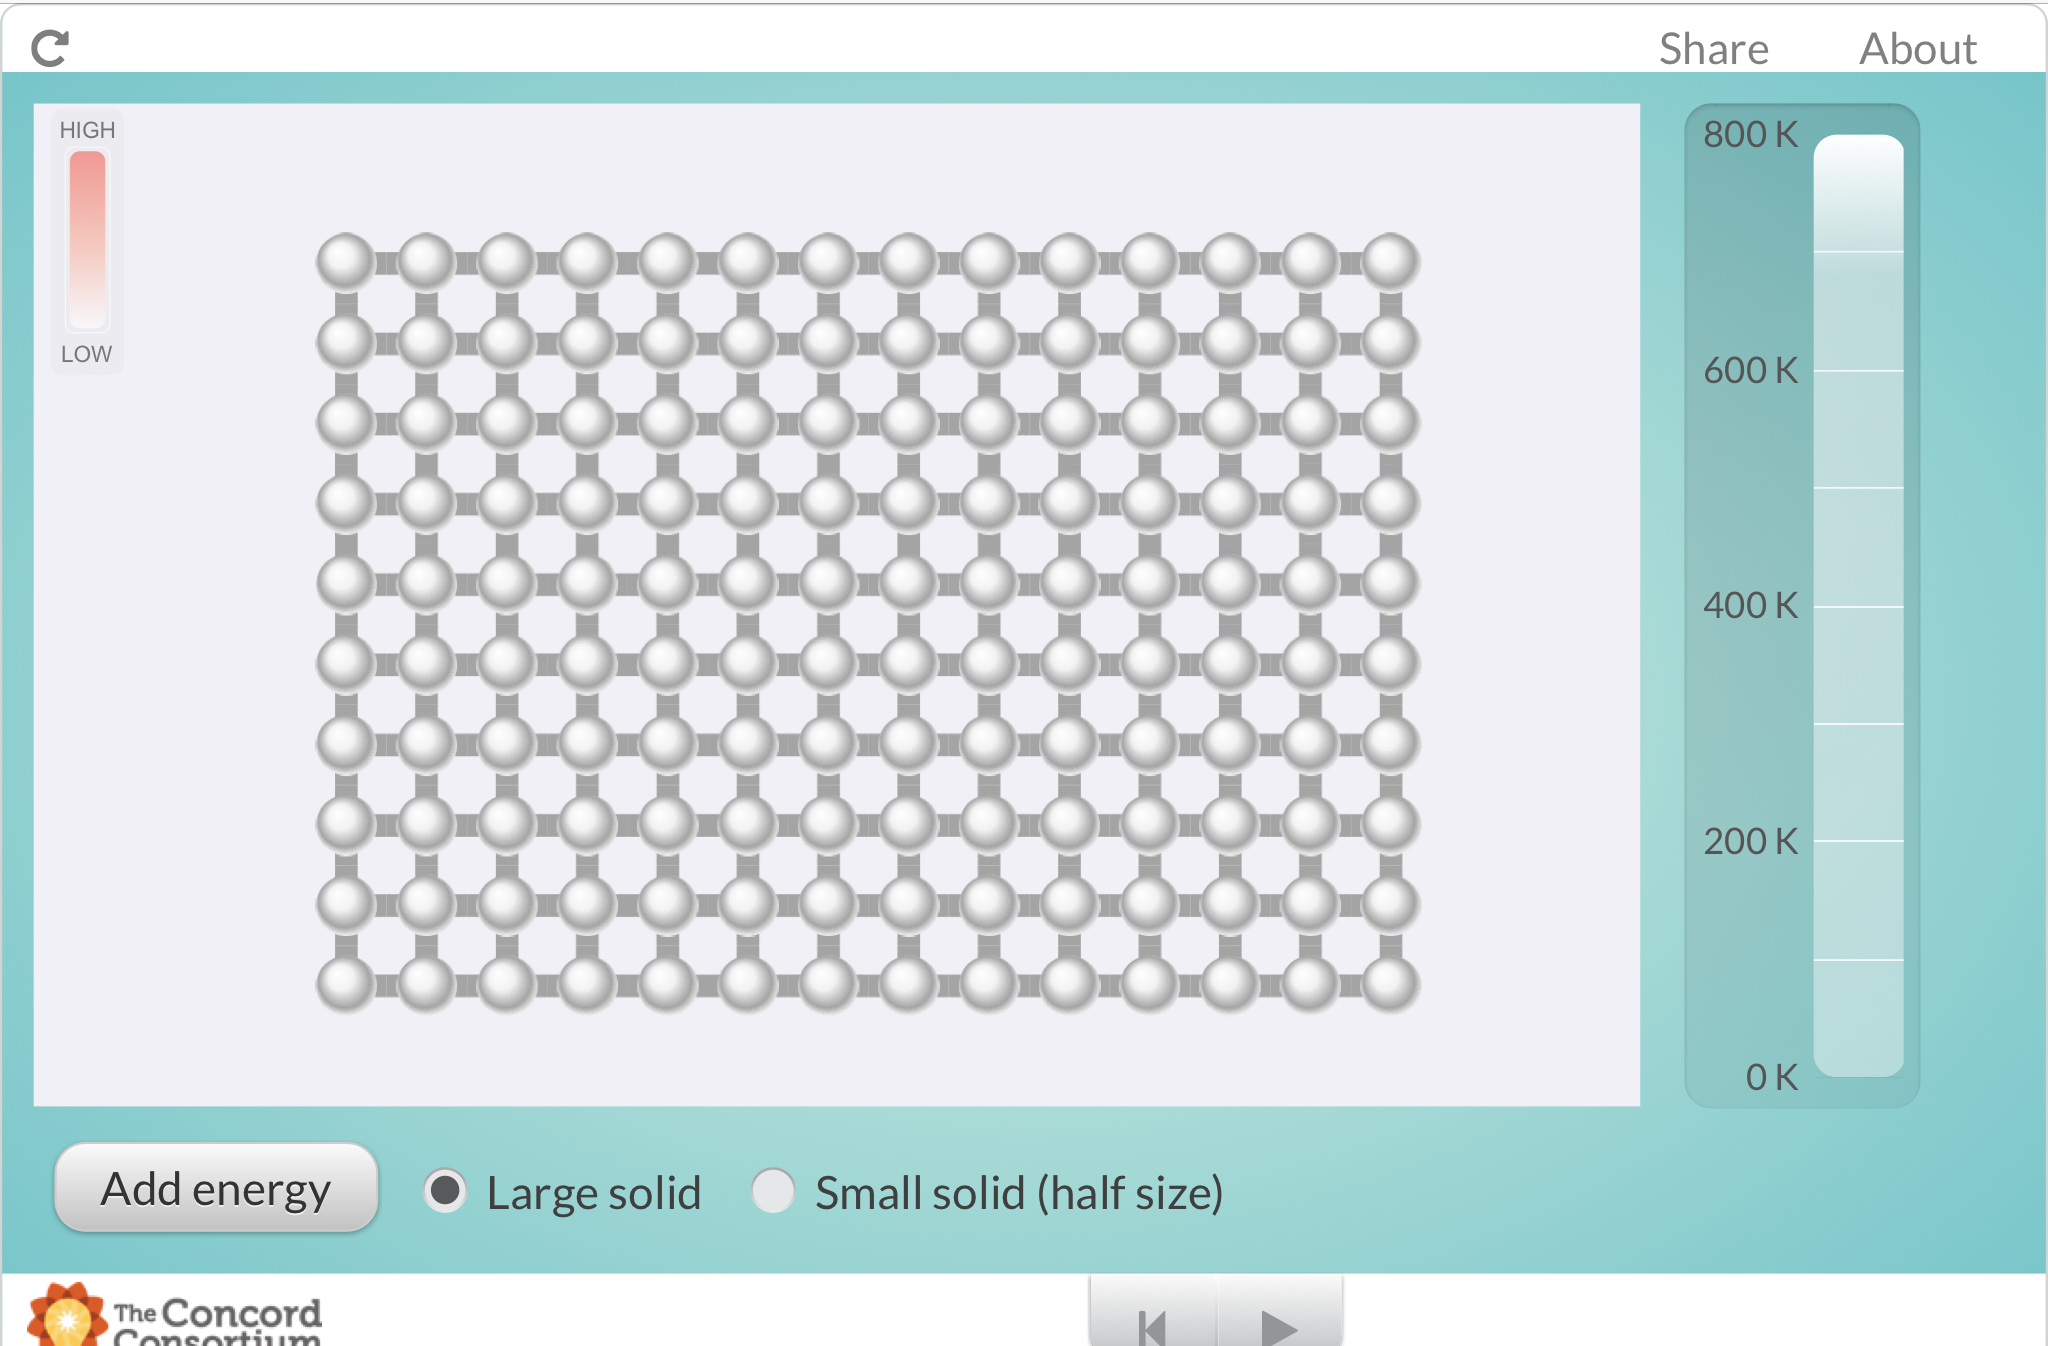 Share About
HIGH
LOW
800 K
600 K
400 K
200 K
0 K
Add energy
Large solid
Small solid (half size)
The Concord
Consortium